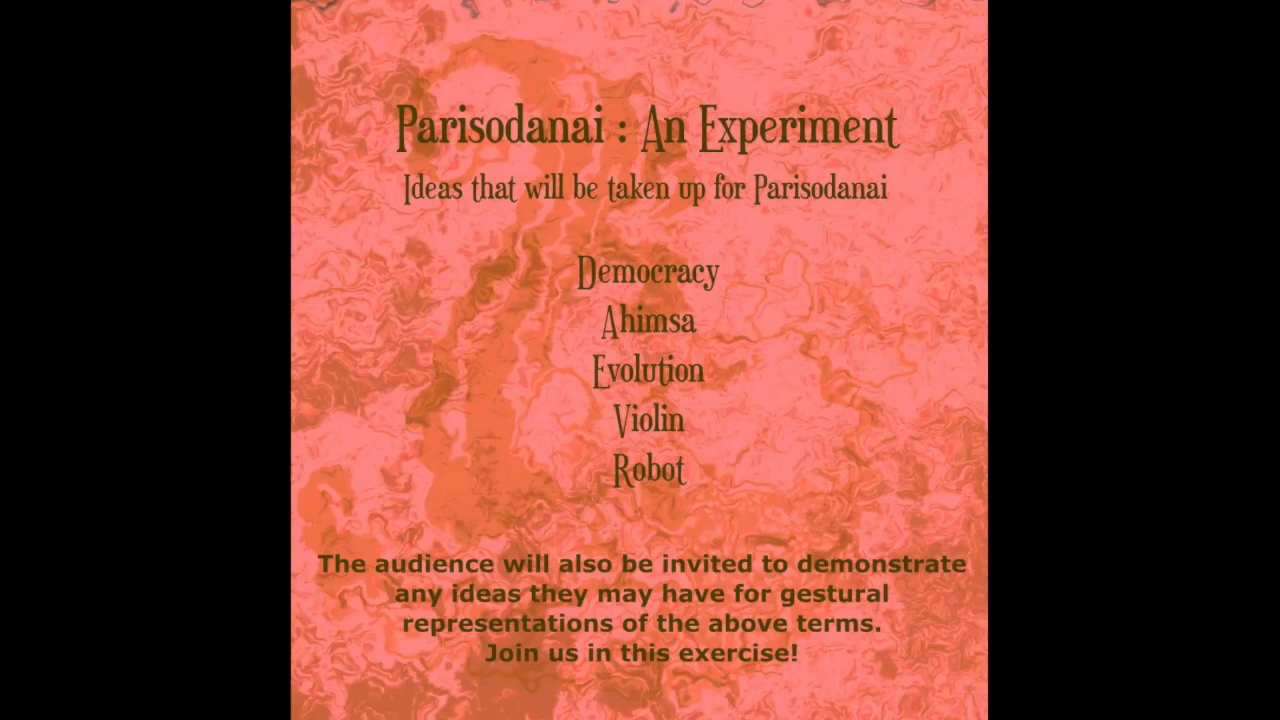 Parisodanai : An Experiment
Ideas that will be taken up for Parisodanai
Democracy
Ahimsa
Evolution
Violin
Robot
The audience will also be invited to demonstrate
any ideas they may have for gestural
representations of the above terms.
Join us in this exercise!